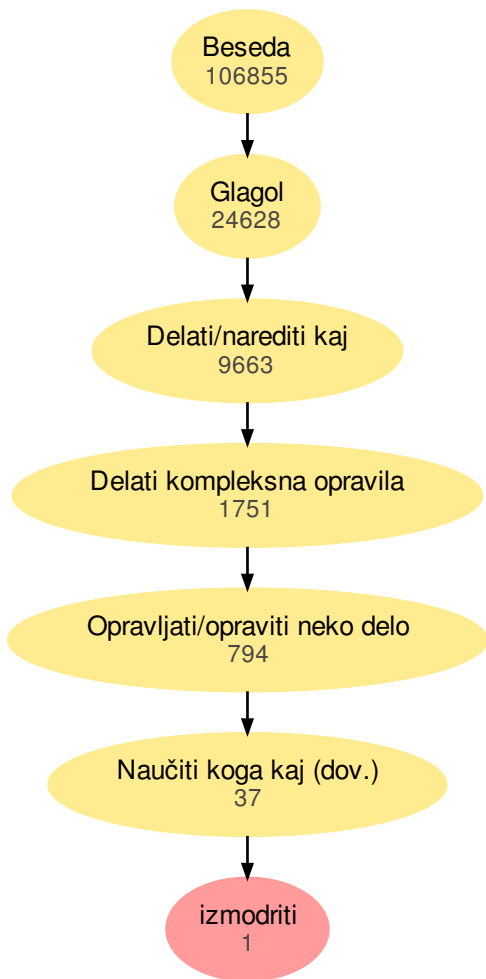 Beseda
106855
Glagol
24628
Delati/narediti kaj
9663
Delati kompleksna opravila
1751
Opravljati/opraviti neko delo
794
Naučiti koga kaj (dov.)
37
izmodriti
1